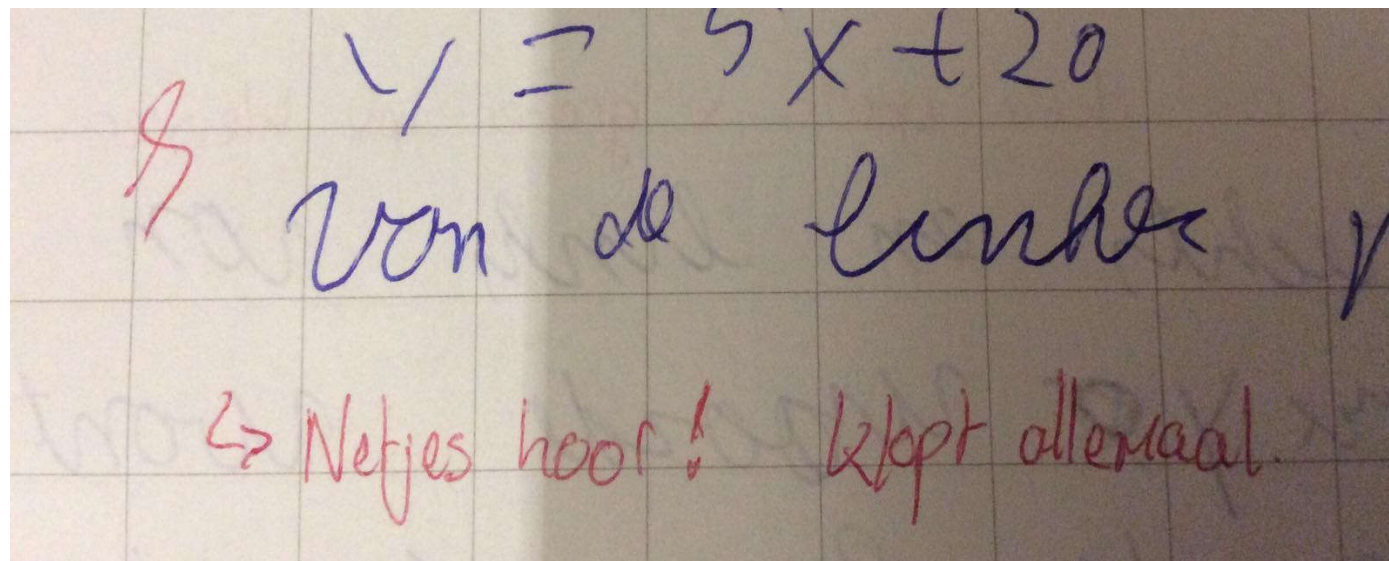 y = 5x + 20
van de linker
↳ Netjes hoor! klopt allemaal.